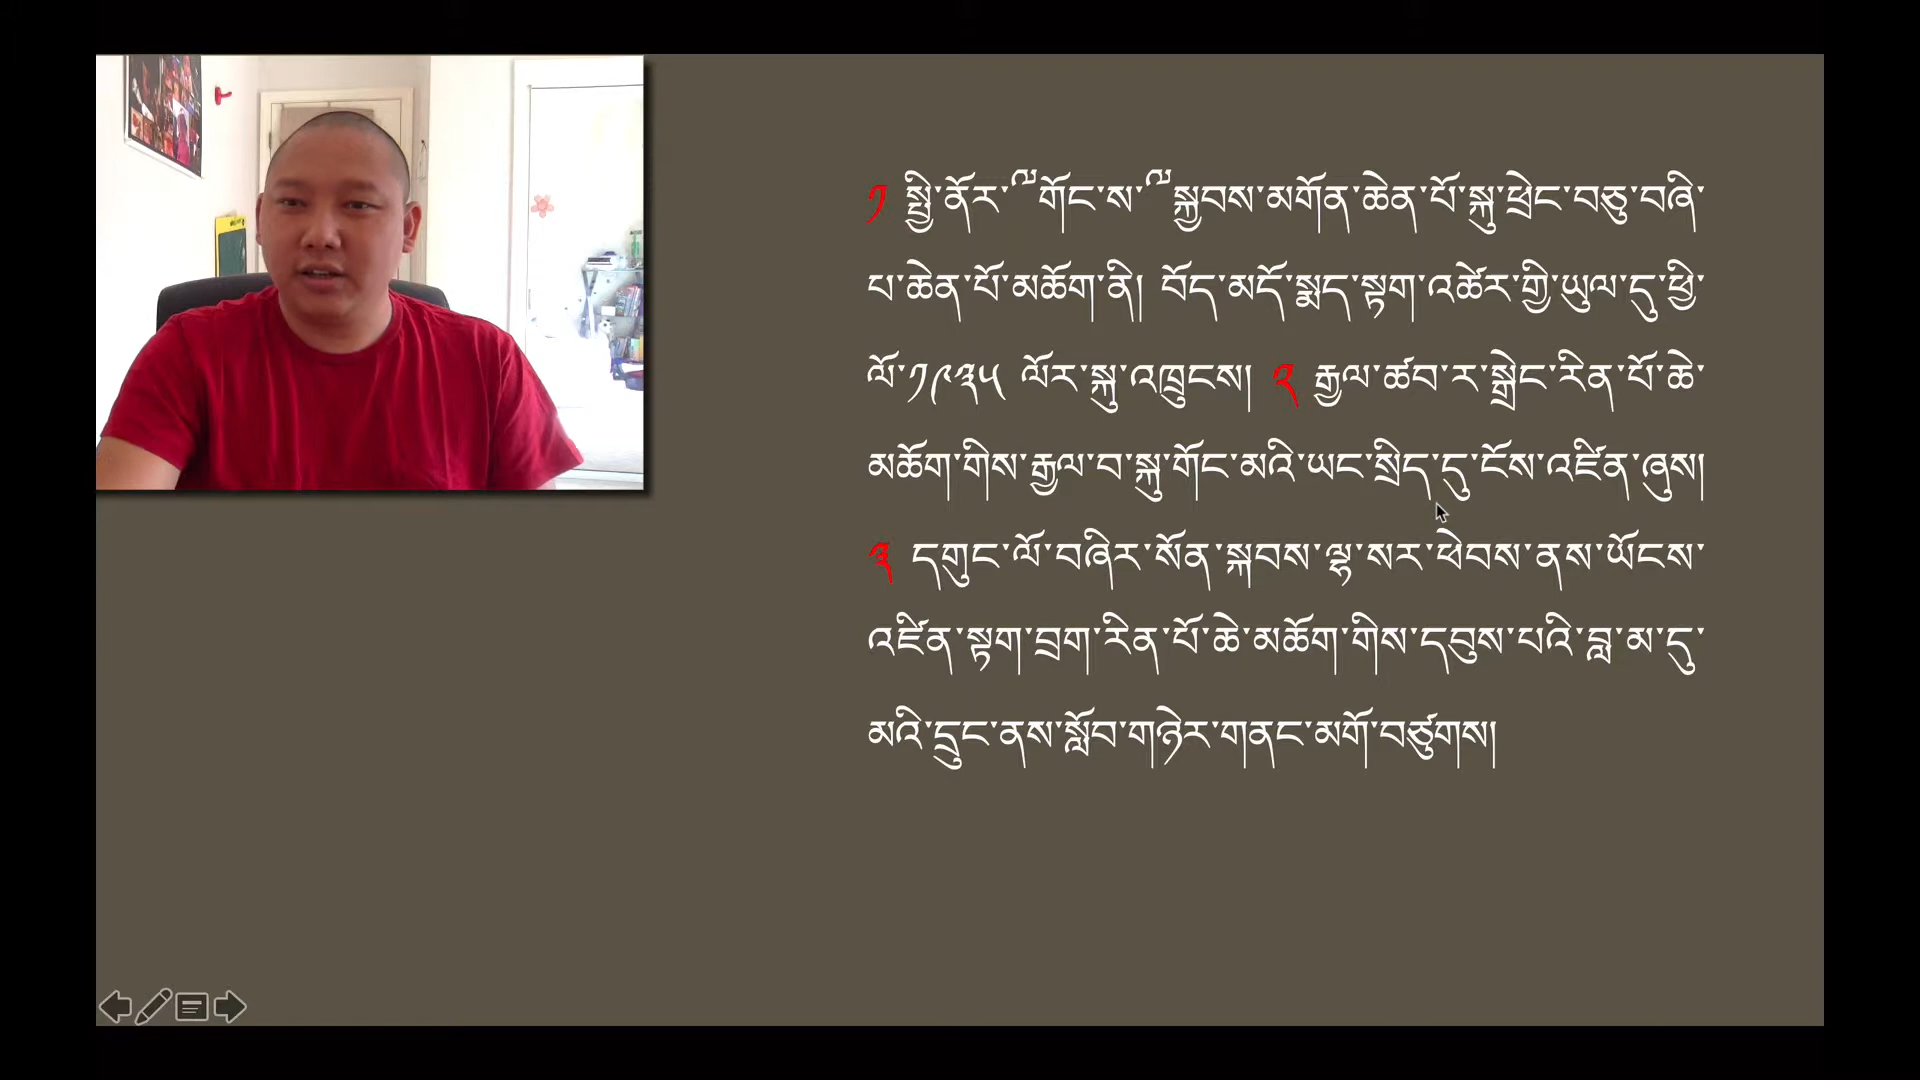 ༡ སྤྱི་ནོར་༸གོང་ས་༸སྐྱབས་མགོན་ཆེན་པོ་སྐུ་ཕྲེང་བཅུ་བཞི་
པ་ཆེན་པོ་མཆོག་ནི། བོད་མདོ་སྨད་སྟག་འཚེར་གྱི་ཡུལ་དུ་ཕྱི་
ལོ་༡༩༣༥ ལོར་སྐུ་འཁྲུངས། ༢ རྒྱལ་ཚབ་ར་སྒྲེང་རིན་པོ་ཆེ་
མཆོག་གིས་རྒྱལ་བ་སྐུ་གོང་མའི་ཡང་སྲིད་དུ་ངོས་འཛིན་ཞུས།
༣ དགུང་ལོ་བཞིར་སོན་སྐབས་ལྷ་སར་ཕེབས་ནས་ཡོངས་
འཛིན་སྟག་བྲག་རིན་པོ་ཆེ་མཆོག་གིས་དབུས་པའི་བླ་མ་དུ་
མའི་དྲུང་ནས་སློབ་གཉེར་གནང་མགོ་བཙུགས།